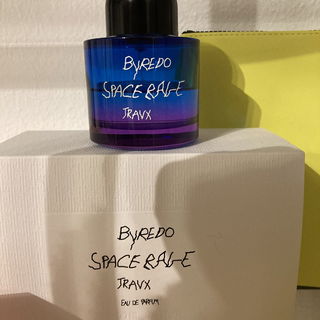 BYREDO
SPACE RAGE
TRAVX
BYREDO
SPACE RAGE
TRAVX
EAU DE PARFUM